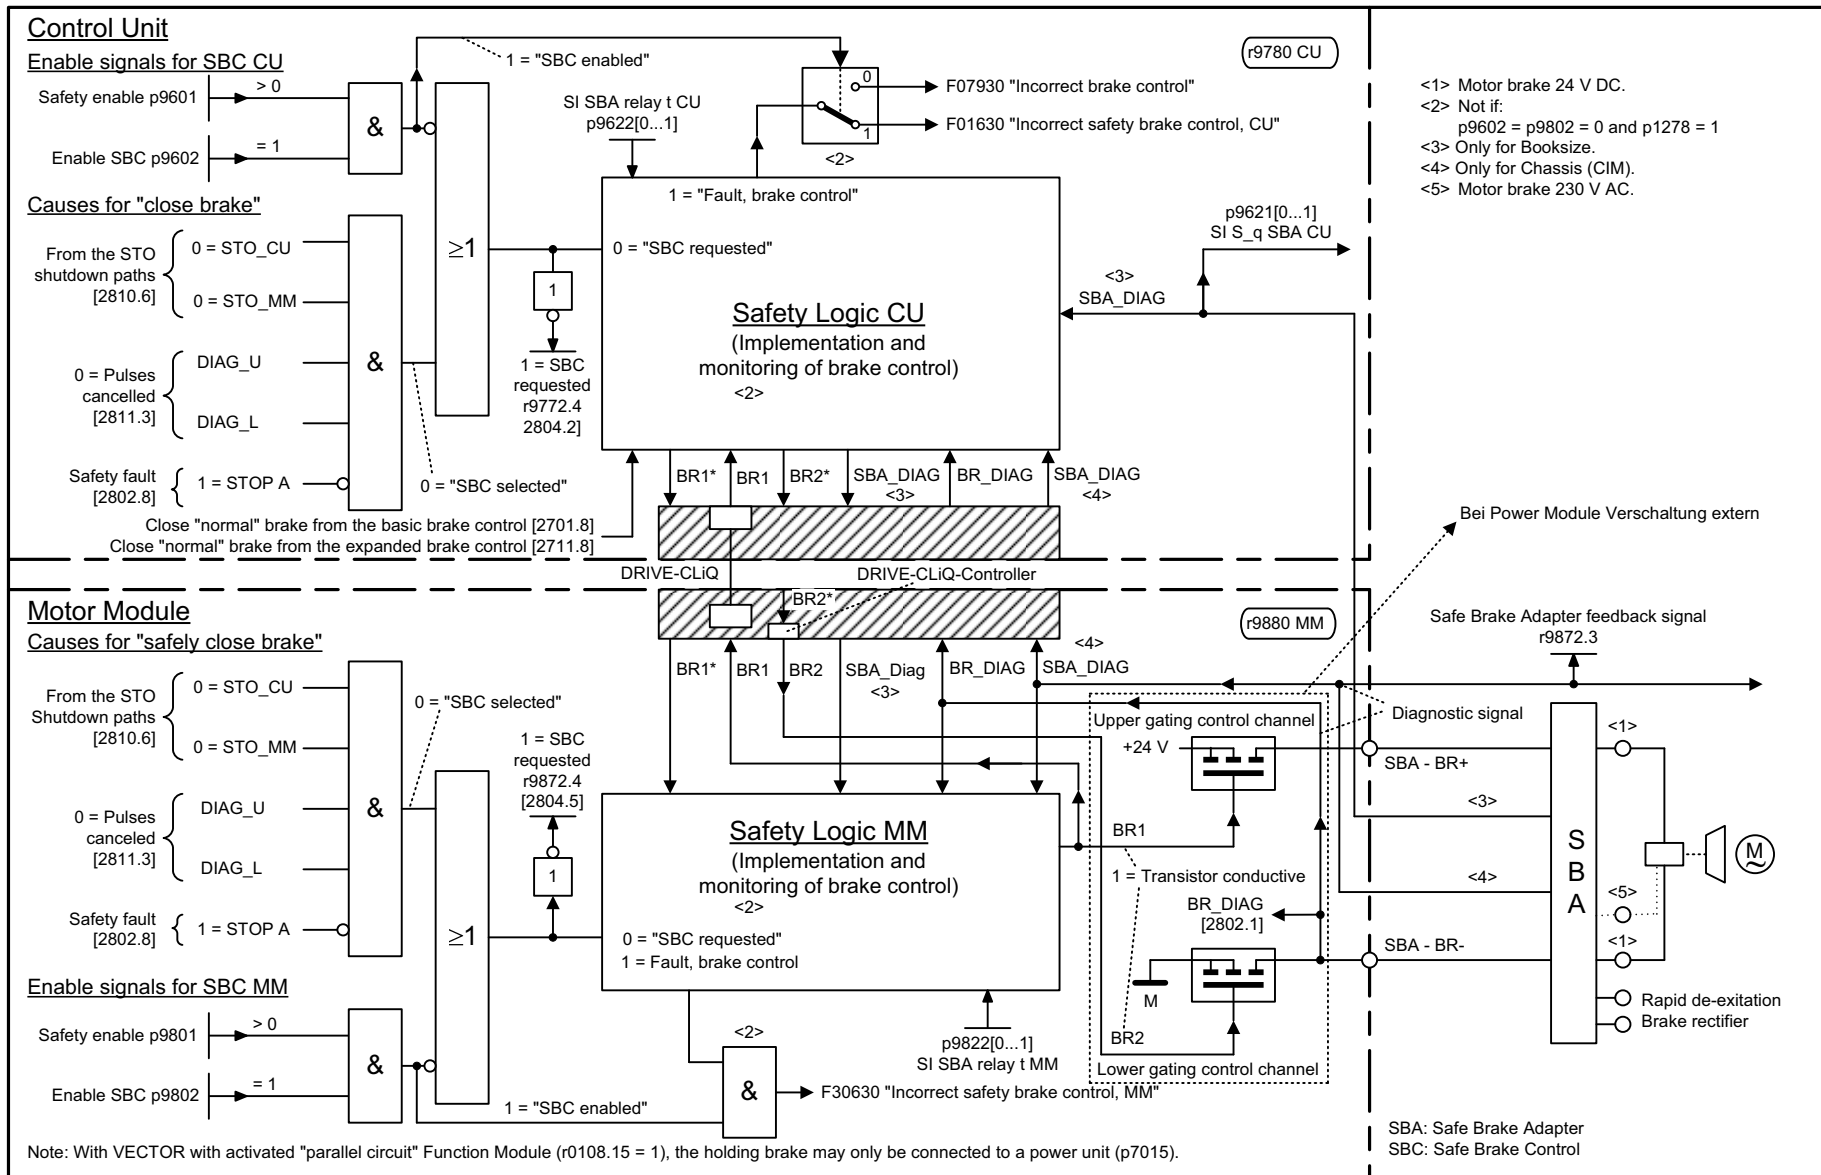 Control Unit
Enable signals for SBC CU
Safety enable p9601
> 0
Enable SBC p9602
= 1
&
1 = "SBC enabled"
SI SBA relay t CU
p9622[0...1]
0
1
<2>
F07930 "Incorrect brake control"
F01630 "Incorrect safety brake control, CU"
r9780 CU
<1> Motor brake 24 V DC.
<2> Not if:
p9602 = p9802 = 0 and p1278 = 1
<3> Only for Booksize.
<4> Only for Chassis (CIM).
<5> Motor brake 230 V AC.
Causes for "close brake"
From the STO
shutdown paths
[2810.6]
0 = STO_CU
0 = STO_MM
0 = Pulses
cancelled
[2811.3]
DIAG_U
DIAG_L
Safety fault
[2802.8]
1 = STOP A
&
≥1
0 = "SBC selected"
1
1 = SBC
requested
r9772.4
2804.2]
1 = "Fault, brake control"
0 = "SBC requested"
Safety Logic CU
(Implementation and
monitoring of brake control)
<2>
p9621[0...1]
SI S_q SBA CU
<3>
SBA_DIAG
Close "normal" brake from the basic brake control [2701.8]
Close "normal" brake from the expanded brake control [2711.8]
BR1*
BR1
BR2*
SBA_DIAG
<3>
BR_DIAG
SBA_DIAG
<4>
Bei Power Module Verschaltung extern
DRIVE-CLiQ
DRIVE-CLiQ-Controller
Motor Module
Causes for "safely close brake"
BR2*
r9880 MM
Safe Brake Adapter feedback signal
r9872.3
From the STO
Shutdown paths
[2810.6]
0 = STO_CU
0 = STO_MM
0 = Pulses
canceled
[2811.3]
DIAG_U
DIAG_L
Safety fault
[2802.8]
1 = STOP A
&
0 = "SBC selected"
1 = SBC
requested
r9872.4
[2804.5]
1
≥1
BR1*
BR1
BR2
SBA_Diag
<3>
BR_DIAG
<4>
SBA_DIAG
Upper gating control channel
+24 V
Diagnostic signal
SBA - BR+
<1>
<3>
<4>
<5>
<1>
SBA - BR-
S
B
A
M
~
Safety Logic MM
(Implementation and
monitoring of brake control)
<2>
0 = "SBC requested"
1 = Fault, brake control
BR1
1 = Transistor conductive
BR_DIAG
[2802.1]
M
BR2
Lower gating control channel
Rapid de-exitation
Brake rectifier
Enable signals for SBC MM
Safety enable p9801
> 0
Enable SBC p9802
= 1
&
1 = "SBC enabled"
<2>
&
p9822[0...1]
SI SBA relay t MM
F30630 "Incorrect safety brake control, MM"
Note: With VECTOR with activated "parallel circuit" Function Module (r0108.15 = 1), the holding brake may only be connected to a power unit (p7015).
SBA: Safe Brake Adapter
SBC: Safe Brake Control